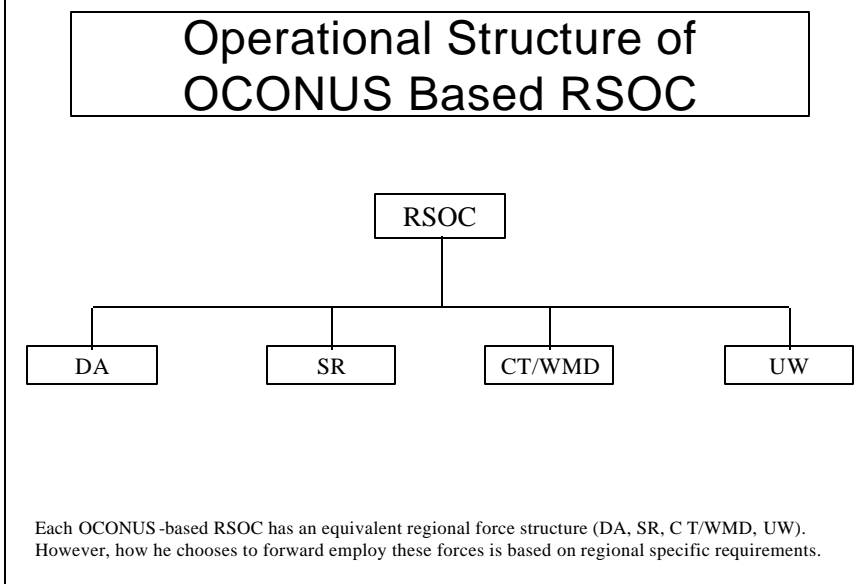 Operational Structure of
OCONUS Based RSOC
RSOC
DA SR CT/WMD UW
Each OCONUS-based RSOC has an equivalent regional force structure (DA, SR, C T/WMD, UW).
However, how he chooses to forward employ these forces is based on regional specific requirements.